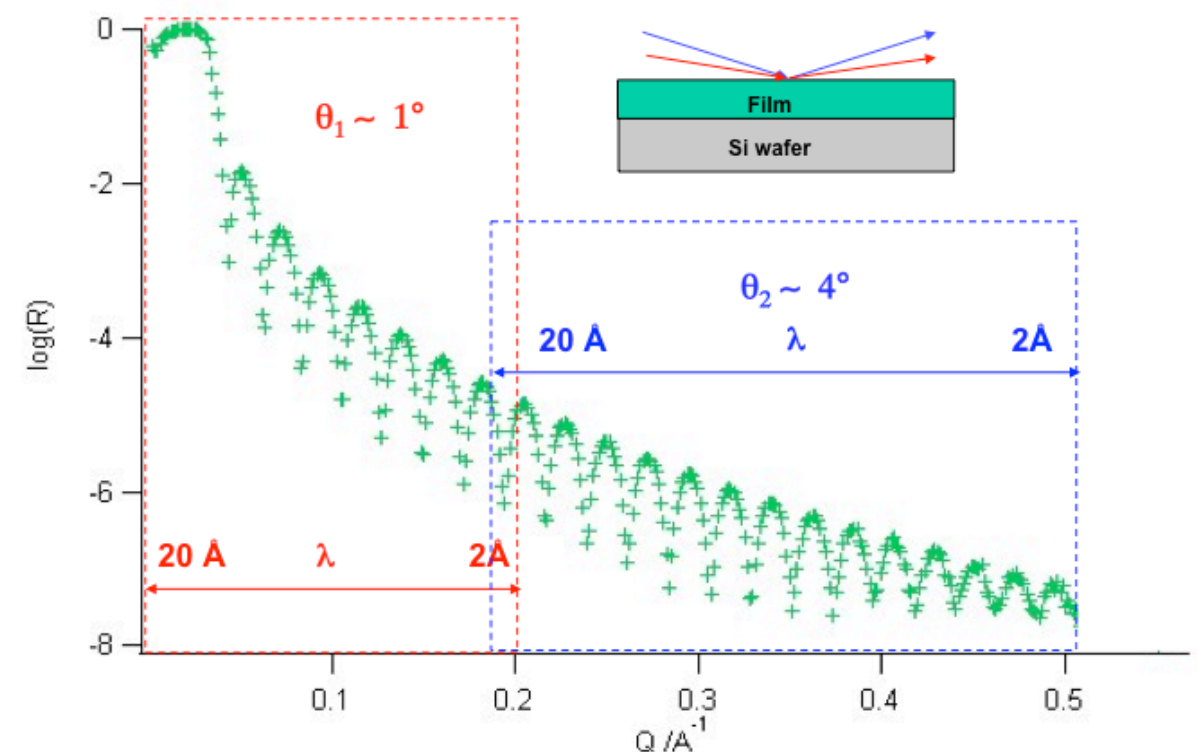 0
-2
-4
-6
-8
log(R)
θ₁ ~ 1°
Film
Si wafer
θ₂ ~ 4°
20 Å λ 2Å
20 Å λ 2Å
0.1 0.2 0.3 0.4 0.5
Q /A⁻¹